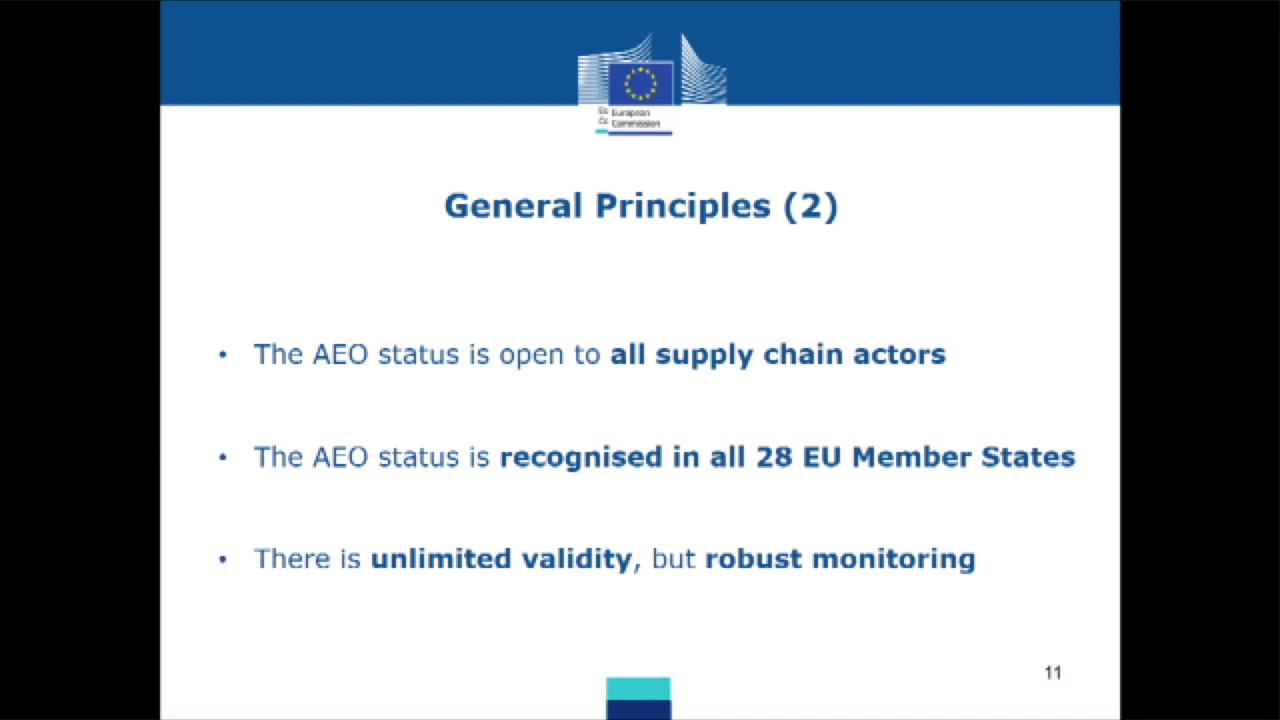 European
Commission
General Principles (2)
• The AEO status is open to all supply chain actors
• The AEO status is recognised in all 28 EU Member States
• There is unlimited validity, but robust monitoring
11